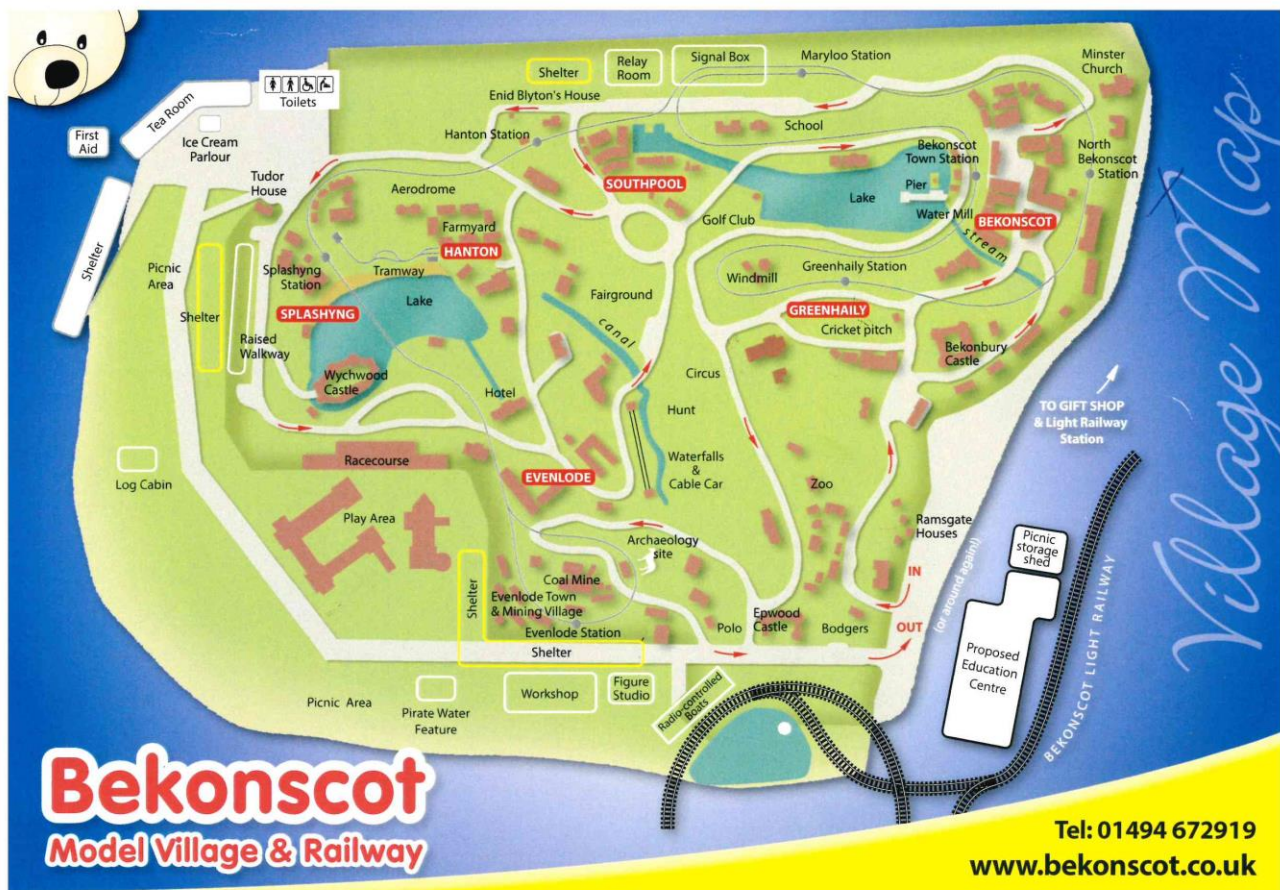 Maryloo Station
Minster
Church
Signal Box
Relay
Room
Shelter
Toilets
Enid Blyton's House
Tea Room
First
Aid
Ice Cream
Parlour
Hanton Station
School
Bekonscot
Town Station
North
Bekonscot
Station
Tudor
House
Aerodrome
SOUTHPOOL
Lake
Pier
Golf Club
Water Mill
BEKONSCOT
stream
Farmyard
HANTON
Shelter
Picnic
Area
Splashyng
Station
Tramway
Windmill
Greenhaily Station
Lake
Fairground
SPLASHYNG
Shelter
GREENHAILY
Cricket pitch
canal
Raised
Walkway
Bekonbury
Castle
Wychwood
Castle
Circus
Hotel
Hunt
TO GIFT SHOP
& Light Railway
Station
Racecourse
Waterfalls
&
Cable Car
EVENLODE
Log Cabin
Zoo
Play Area
Ramsgate
Houses
Archaeology
site
Picnic
storage
shed
Coal Mine
Shelter
Evenlode Town
& Mining Village
IN
(or around again!)
Evenlode Station
Polo
Epwood
Castle
Bodgers
OUT
Shelter
Proposed
Education
Centre
BEKONSCOT LIGHT RAILWAY
Picnic Area
Pirate Water
Feature
Workshop
Figure
Studio
Radio-controlled
Boats
Village Map
Bekonscot
Model Village & Railway
Tel: 01494 672919
www.bekonscot.co.uk